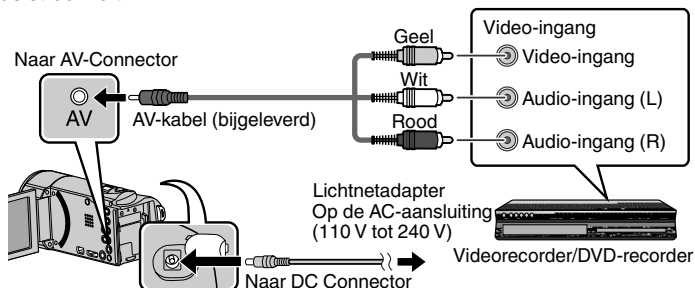 Naar AV-Connector
AV
AV-kabel (bijgeleverd)
Geel
Wit
Rood
Video-ingang
Video-ingang
Audio-ingang (L)
Audio-ingang (R)
Lichtnetadapter
Op de AC-aansluiting
(110 V tot 240 V)
Naar DC Connector
Videorecorder/DVD-recorder